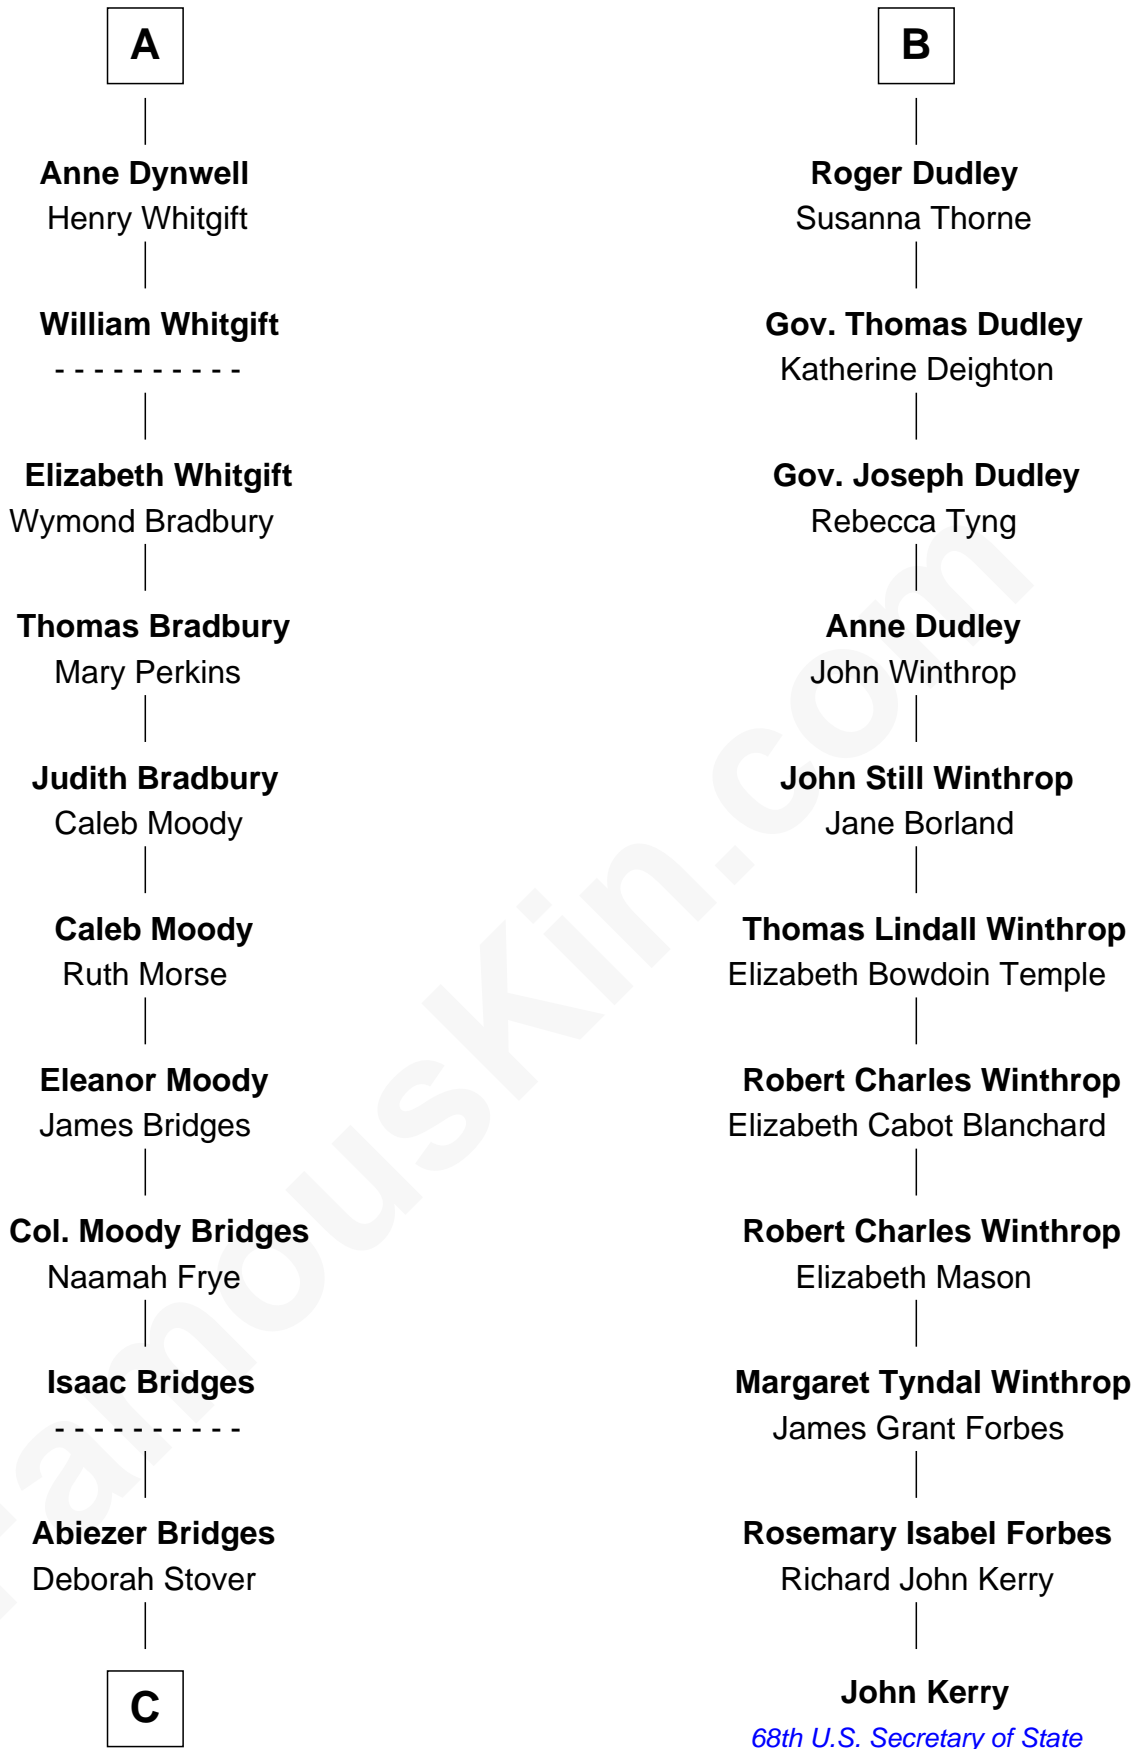 A
Anne Dynwell
Henry Whitgift
William Whitgift
- - - - - - - - - -
Elizabeth Whitgift
Wymond Bradbury
Thomas Bradbury
Mary Perkins
Judith Bradbury
Caleb Moody
Caleb Moody
Ruth Morse
Eleanor Moody
James Bridges
Col. Moody Bridges
Naamah Frye
Isaac Bridges
- - - - - - - - - -
Abiezer Bridges
Deborah Stover
C
B
Roger Dudley
Susanna Thorne
Gov. Thomas Dudley
Katherine Deighton
Gov. Joseph Dudley
Rebecca Tyng
Anne Dudley
John Winthrop
John Still Winthrop
Jane Borland
Thomas Lindall Winthrop
Elizabeth Bowdoin Temple
Robert Charles Winthrop
Elizabeth Cabot Blanchard
Robert Charles Winthrop
Elizabeth Mason
Margaret Tyndal Winthrop
James Grant Forbes
Rosemary Isabel Forbes
Richard John Kerry
John Kerry
68th U.S. Secretary of State
FamousKin.com